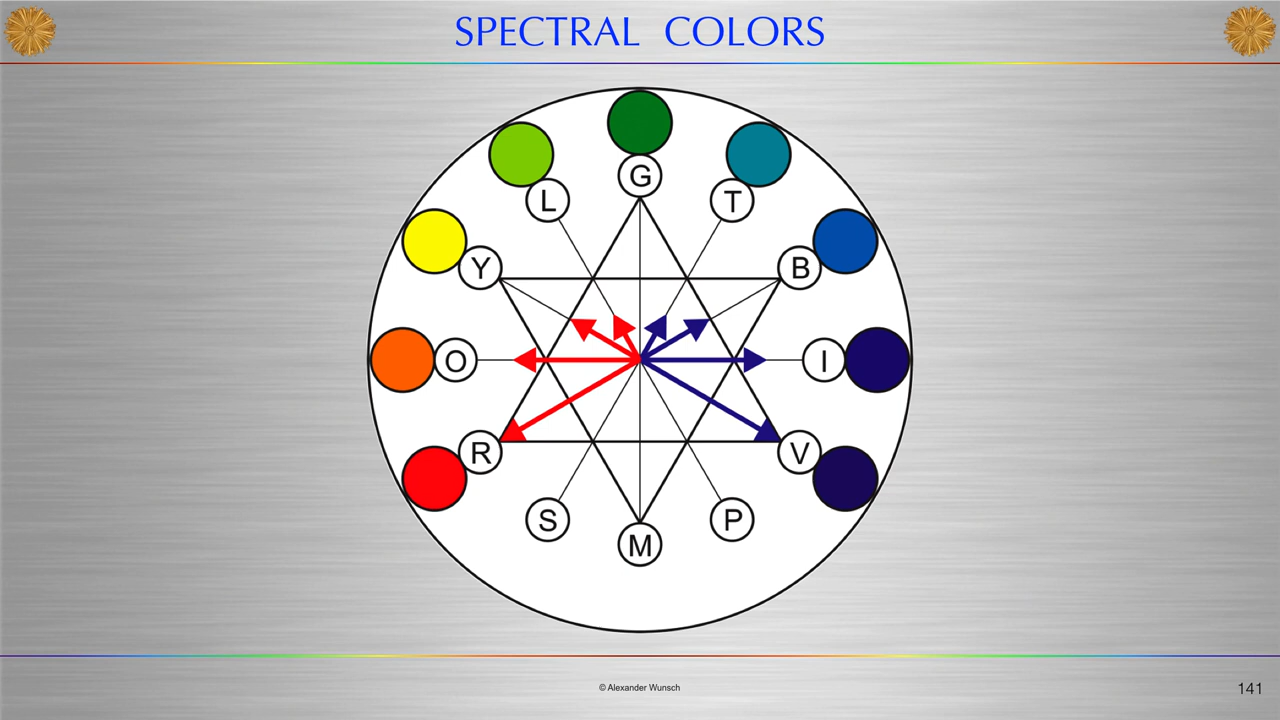 SPECTRAL COLORS
G
L
T
Y
B
O
I
R
V
S
P
M
© Alexander Wunsch
141